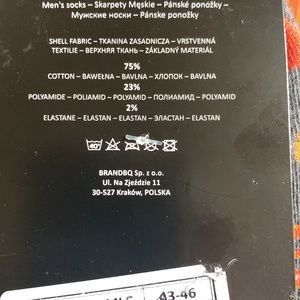 Men's socks – Skarpety Męskie – Pánské ponožky –
Мужские носки – Pánske ponožky
SHELL FABRIC – TKANINA ZASADNICZA – VRSTVENNÁ
TEXTILIE – ВЕРХНЯЯ ТКАНЬ – ZÁKLADNÝ MATERIÁL
75%
COTTON – BAWEŁNA – BAVLNA – ХЛОПОК – BAVLNA
23%
POLYAMIDE – POLIAMID – POLYAMID – ПОЛИАМИД – POLYAMID
2%
ELASTANE – ELASTAN – ELASTAN – ЭЛАСТАН – ELASTAN
40°
BRANDBQ Sp. z o.o.
Ul. Na Zjeździe 11
30-527 Kraków, POLSKA
43-46